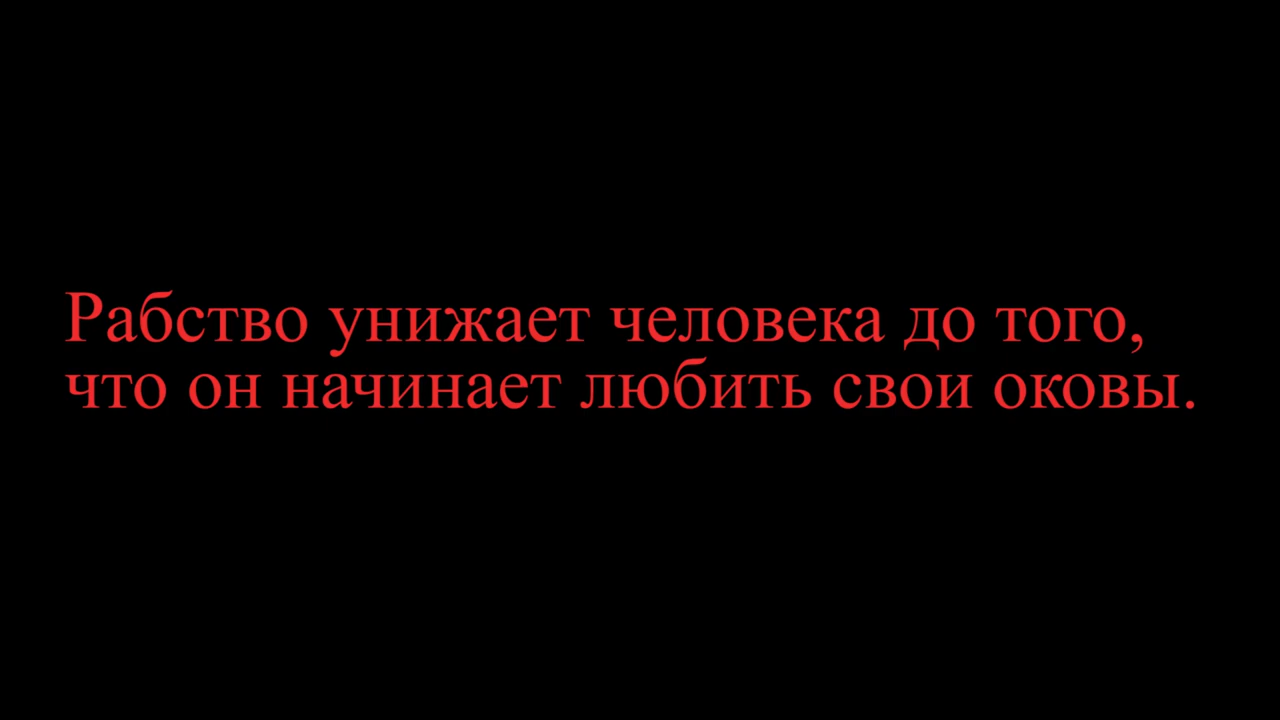 Рабство унижает человека до того,
что он начинает любить свои оковы.